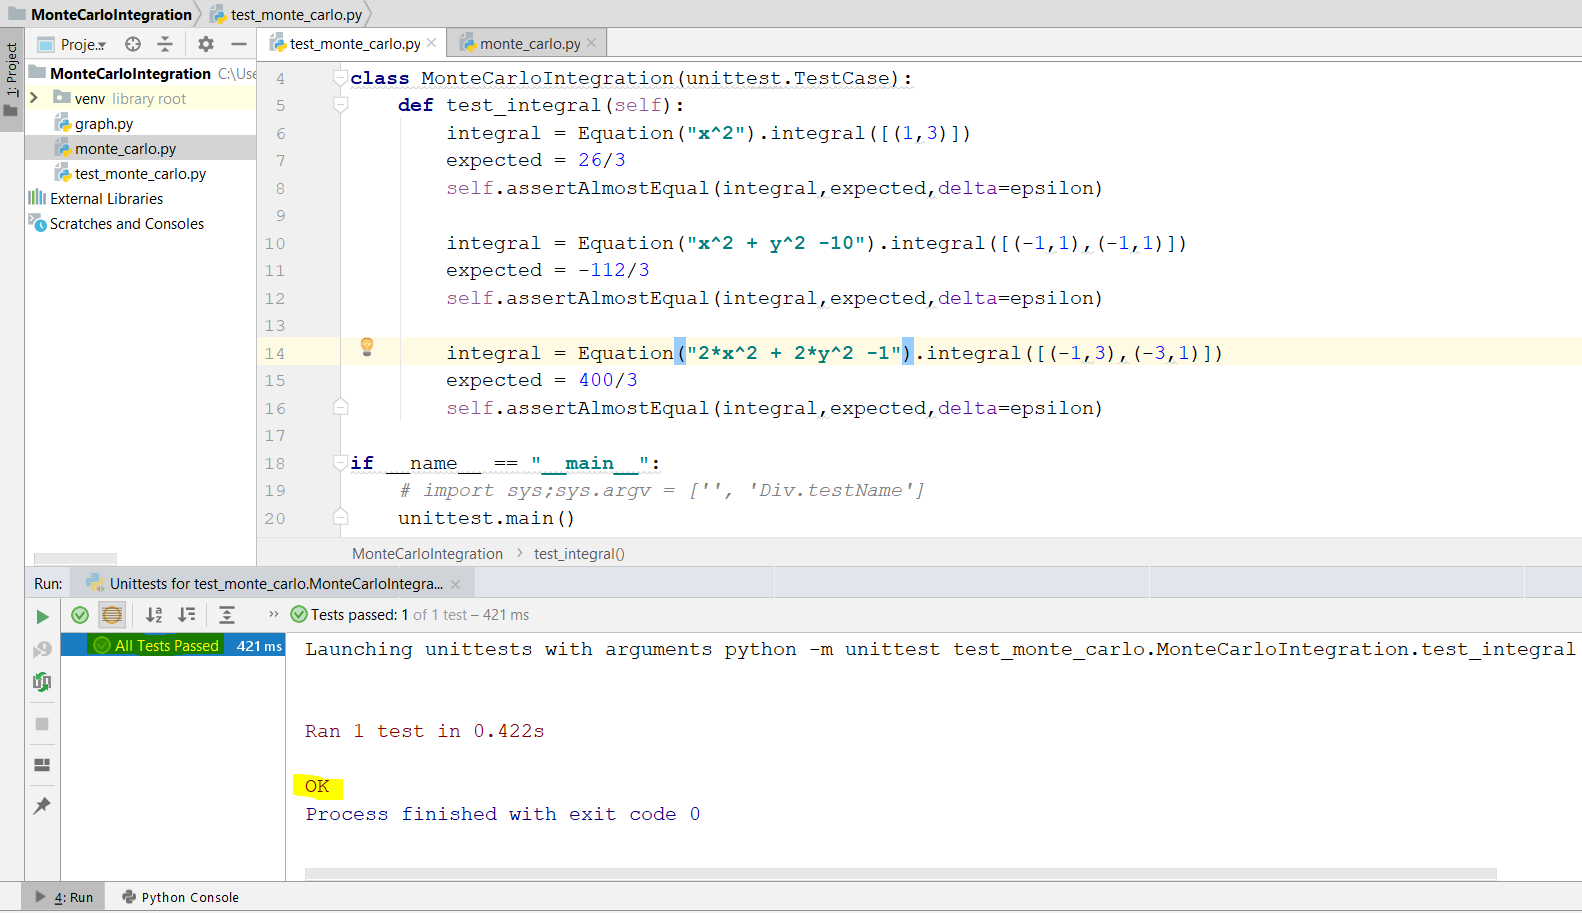 MonteCarloIntegration test_monte_carlo.py
1: Project
Proje..
MonteCarloIntegration C:\Use
venv library root
graph.py
monte_carlo.py
test_monte_carlo.py
External Libraries
Scratches and Consoles
test_monte_carlo.py monte_carlo.py
4 class MonteCarloIntegration(unittest.TestCase):
5 def test_integral(self):
6 integral = Equation("x^2").integral([(1,3)])
7 expected = 26/3
8 self.assertAlmostEqual(integral,expected,delta=epsilon)
9
10 integral = Equation("x^2 + y^2 -10").integral([(-1,1),(-1,1)])
11 expected = -112/3
12 self.assertAlmostEqual(integral,expected,delta=epsilon)
13
14 integral = Equation("2*x^2 + 2*y^2 -1").integral([(-1,3),(-3,1)])
15 expected = 400/3
16 self.assertAlmostEqual(integral,expected,delta=epsilon)
17
18 if __name__ == "__main__":
19 # import sys;sys.argv = ['', 'Div.testName']
20 unittest.main()
MonteCarloIntegration › test_integral()
Run: Unittests for test_monte_carlo.MonteCarloIntegra...
» Tests passed: 1 of 1 test – 421 ms
All Tests Passed 421 ms
Launching unittests with arguments python -m unittest test_monte_carlo.MonteCarloIntegration.test_integral
Ran 1 test in 0.422s
OK
Process finished with exit code 0
4: Run Python Console